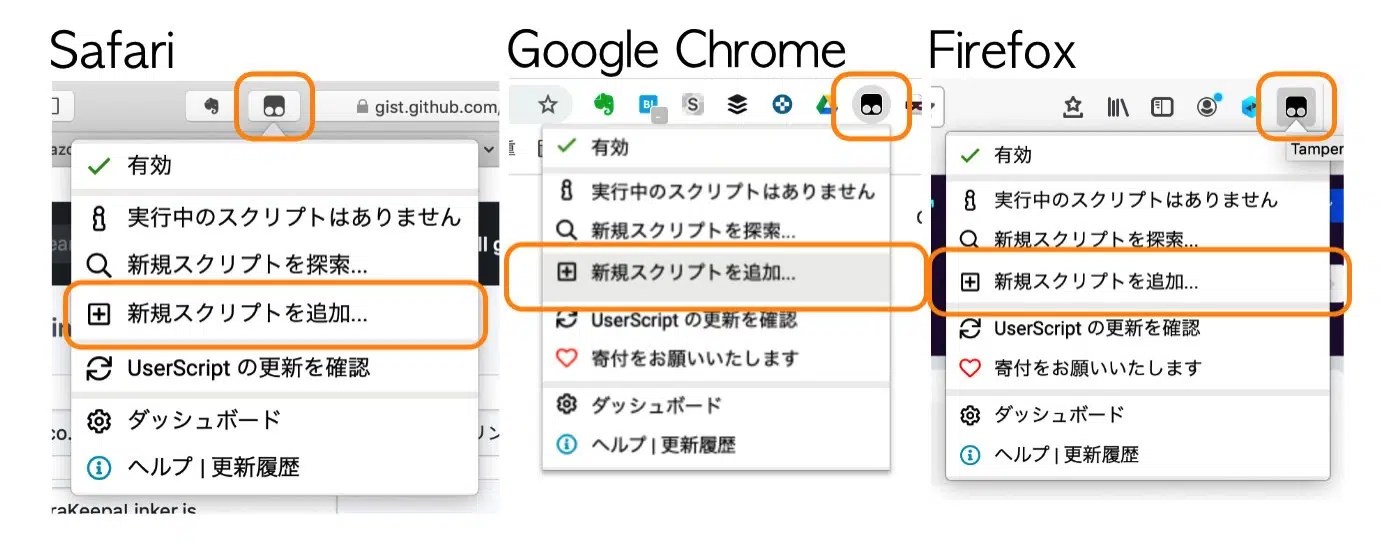 Safari
gist.github.com,
有効
実行中のスクリプトはありません
新規スクリプトを探索...
新規スクリプトを追加...
UserScript の更新を確認
ダッシュボード
ヘルプ | 更新履歴
raKeepaLinker.js
Google Chrome
有効
実行中のスクリプトはありません
新規スクリプトを探索...
新規スクリプトを追加...
UserScript の更新を確認
寄付をお願いいたします
ダッシュボード
ヘルプ | 更新履歴
Firefox
Tamper
有効
実行中のスクリプトはありません
新規スクリプトを探索...
新規スクリプトを追加...
UserScript の更新を確認
寄付をお願いいたします
ダッシュボード
ヘルプ | 更新履歴